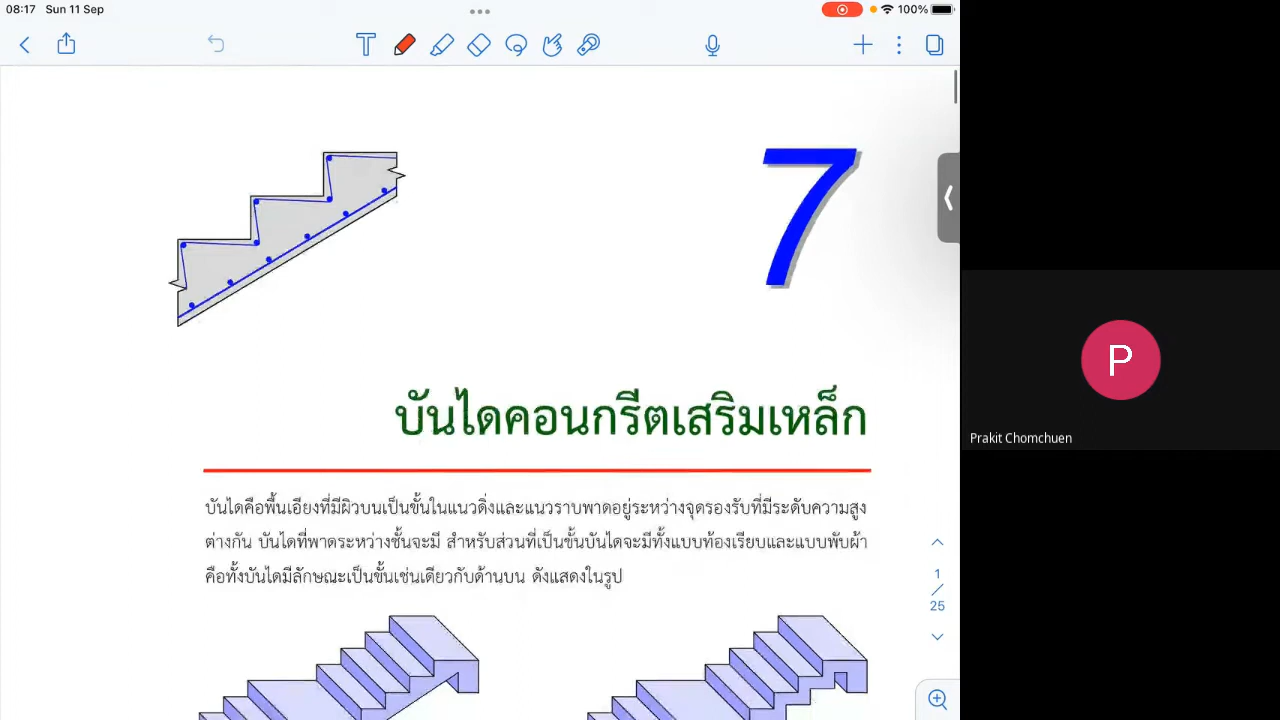 08:17 Sun 11 Sep
100%
T
7
บันไดคอนกรีตเสริมเหล็ก
บันไดคือพื้นเอียงที่มีผิวบนเป็นขั้นในแนวดิ่งและแนวราบพาดอยู่ระหว่างจุดรองรับที่มีระดับความสูง
ต่างกัน บันไดที่พาดระหว่างชั้นจะมี สำหรับส่วนที่เป็นขั้นบันไดจะมีทั้งแบบท้องเรียบและแบบพับผ้า
คือทั้งบันไดมีลักษณะเป็นขั้นเช่นเดียวกับด้านบน ดังแสดงในรูป
1
/
25
P
Prakit Chomchuen